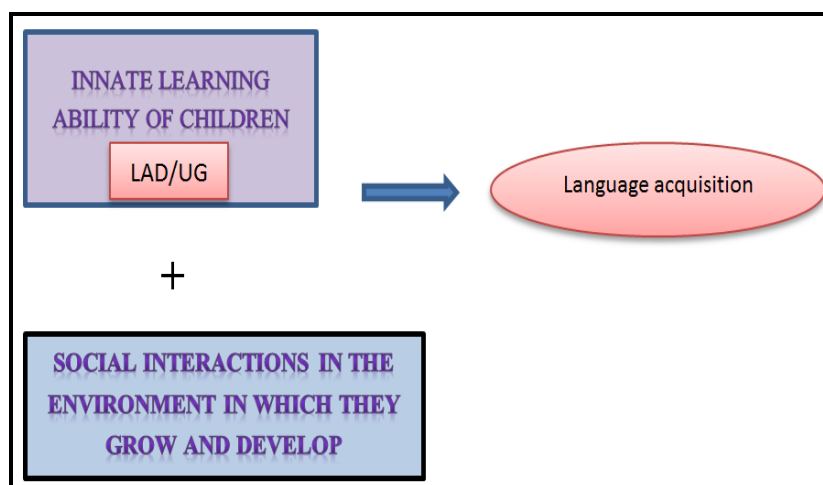 INNATE LEARNING
ABILITY OF CHILDREN
LAD/UG
Language acquisition
+
SOCIAL INTERACTIONS IN THE
ENVIRONMENT IN WHICH THEY
GROW AND DEVELOP